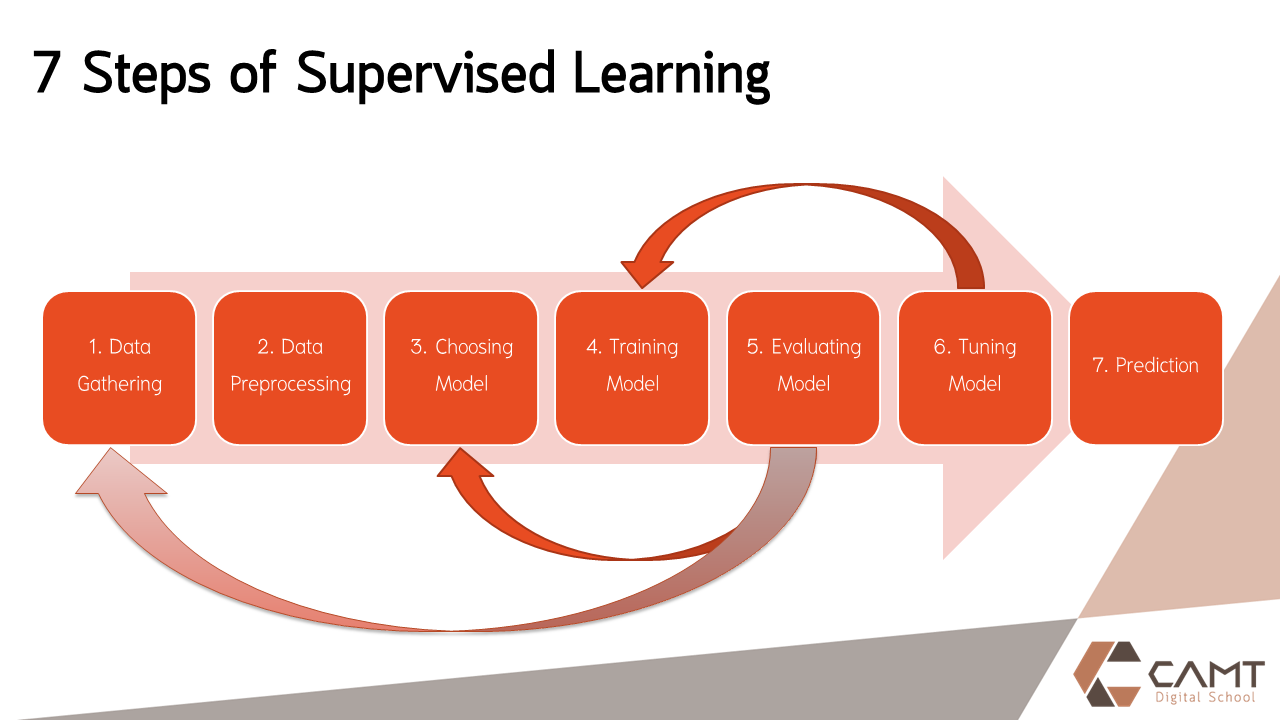 7 Steps of Supervised Learning
1. Data
Gathering
2. Data
Preprocessing
3. Choosing
Model
4. Training
Model
5. Evaluating
Model
6. Tuning
Model
7. Prediction
CAMT
Digital School